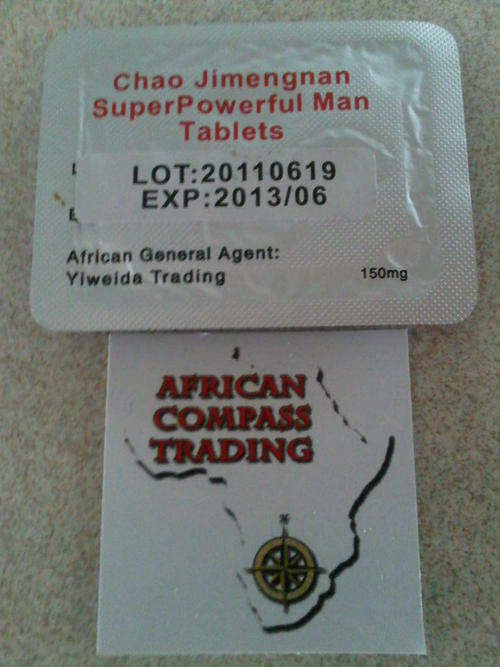 Chao Jimengnan
SuperPowerful Man
Tablets
LOT:20110619
EXP:2013/06
African General Agent:
Yiweida Trading
150mg
AFRICAN
COMPASS
TRADING